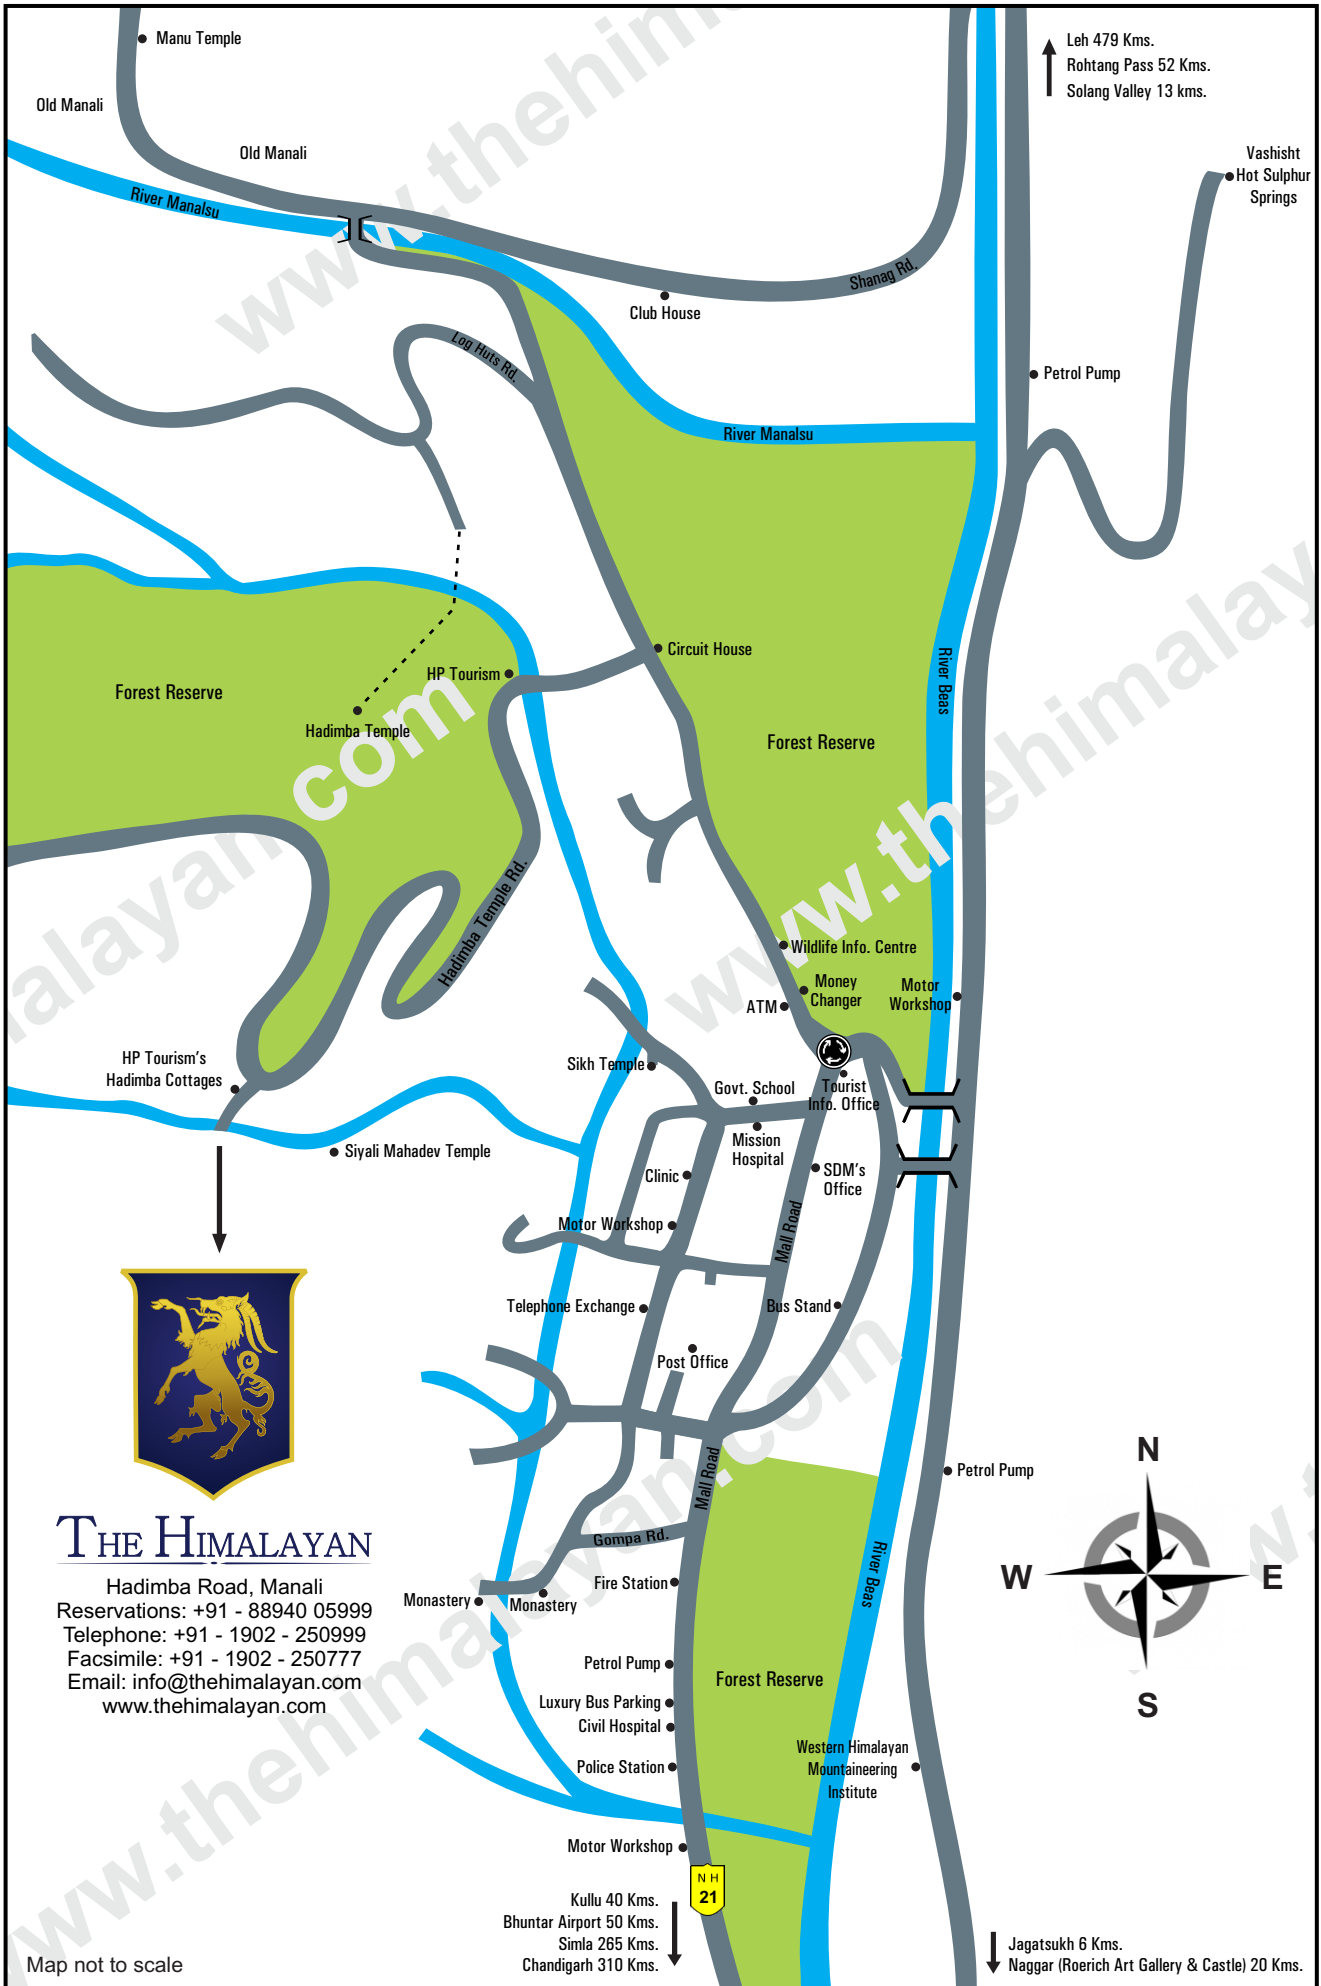 Manu Temple
Leh 479 Kms.
Rohtang Pass 52 Kms.
Solang Valley 13 kms.
Old Manali
Old Manali
Vashisht
Hot Sulphur
Springs
River Manalsu
Shanag Rd.
Club House
Log Huts Rd.
Petrol Pump
River Manalsu
Circuit House
HP Tourism
River Beas
Forest Reserve
Hadimba Temple
Forest Reserve
Hadimba Temple Rd.
Wildlife Info. Centre
Money
Changer
ATM
Motor
Workshop
HP Tourism's
Hadimba Cottages
Sikh Temple
Govt. School
Tourist
Info. Office
Mission
Hospital
Siyali Mahadev Temple
Clinic
SDM's
Office
Motor Workshop
Mall Road
Telephone Exchange
Bus Stand
Post Office
Mall Road
Petrol Pump
Gompa Rd.
River Beas
Fire Station
Monastery
Monastery
Petrol Pump
Forest Reserve
Luxury Bus Parking
Civil Hospital
Police Station
Western Himalayan
Mountaineering
Institute
Motor Workshop
NH
21
Kullu 40 Kms.
Bhuntar Airport 50 Kms.
Simla 265 Kms.
Chandigarh 310 Kms.
Jagatsukh 6 Kms.
Naggar (Roerich Art Gallery & Castle) 20 Kms.
N
W
E
S
THE HIMALAYAN
Hadimba Road, Manali
Reservations: +91 - 88940 05999
Telephone: +91 - 1902 - 250999
Facsimile: +91 - 1902 - 250777
Email: info@thehimalayan.com
www.thehimalayan.com
Map not to scale
www.thehimalayan.com
www.thehimalayan.com